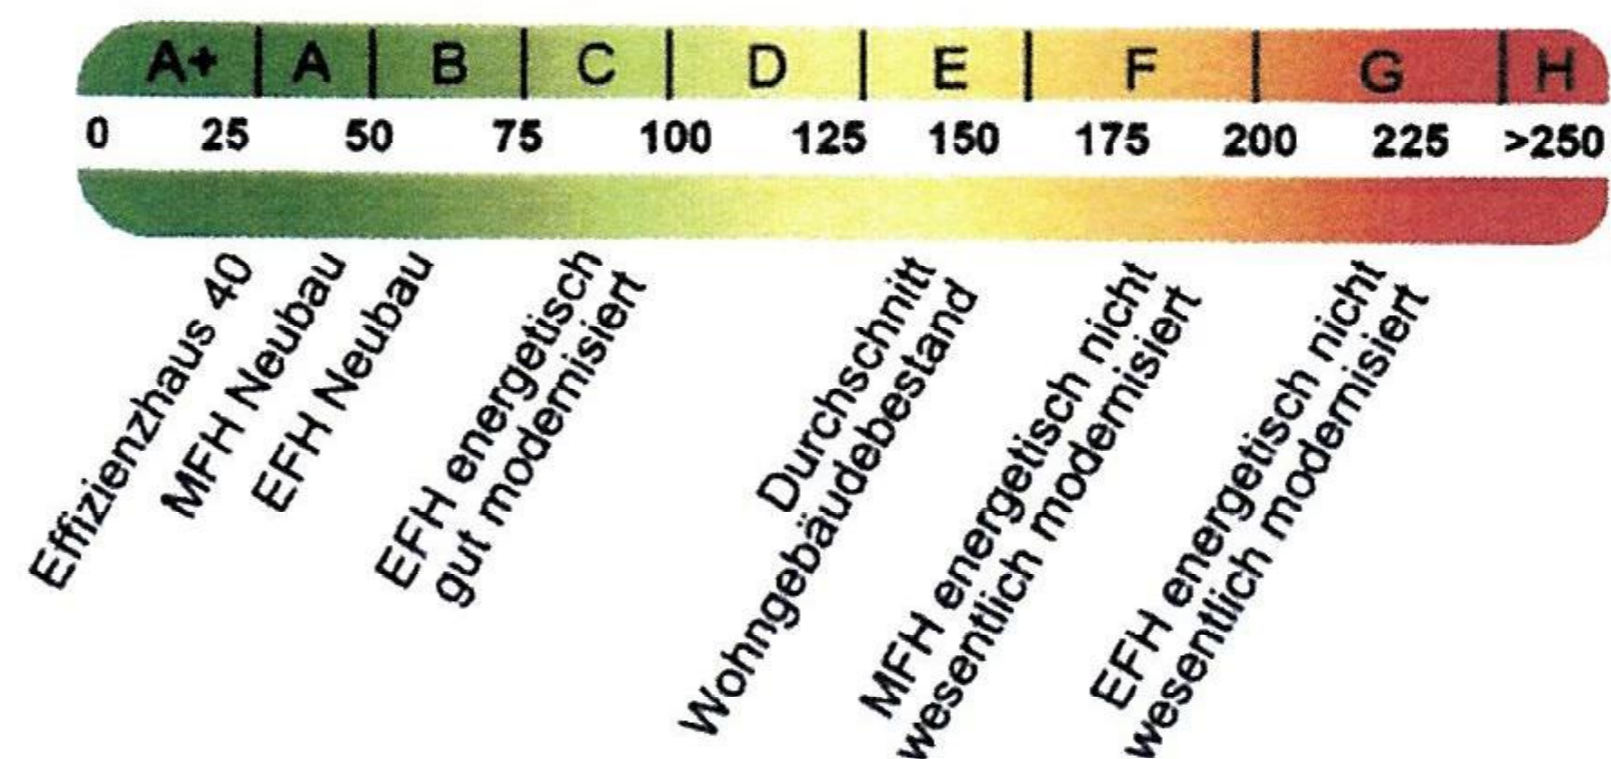 A+ A B C D E F G H
0 25 50 75 100 125 150 175 200 225 >250
Effizienzhaus 40
MFH Neubau
EFH Neubau
EFH energetisch
gut modernisiert
Durchschnitt
Wohngebäudebestand
MFH energetisch nicht
wesentlich modernisiert
EFH energetisch nicht
wesentlich modernisiert